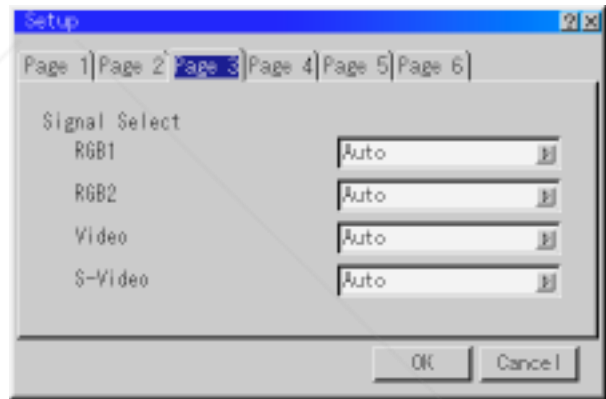 Setup
Page 1 Page 2 Page 3 Page 4 Page 5 Page 6
Signal Select
RGB1 Auto
RGB2 Auto
Video Auto
S-Video Auto
OK Cancel